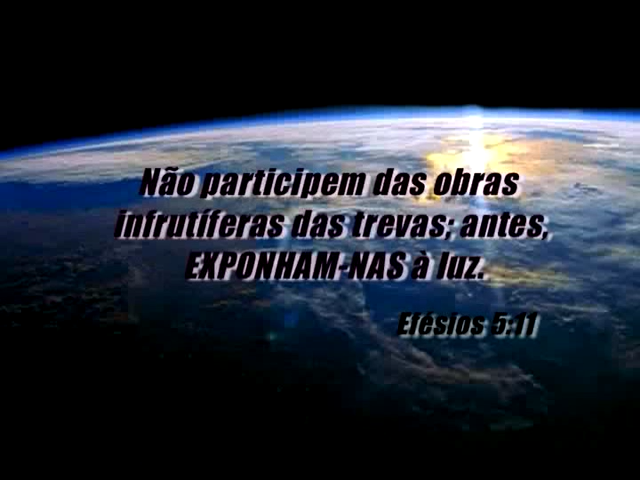 Não participem das obras
infrutíferas das trevas; antes,
EXPONHAM-NAS à luz.
Efésios 5:11